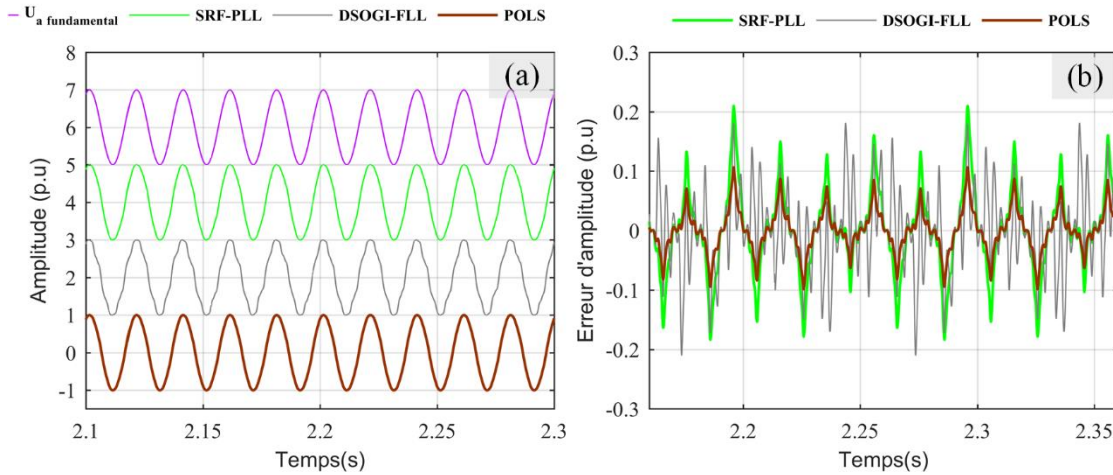 U a fundamental SRF-PLL DSOGI-FLL POLS
(a)
Amplitude (p.u)
8
7
6
5
4
3
2
1
0
-1
2.1 2.15 2.2 2.25 2.3
Temps(s)
SRF-PLL DSOGI-FLL POLS
(b)
Erreur d'amplitude (p.u)
0.3
0.2
0.1
0
-0.1
-0.2
-0.3
2.2 2.25 2.3 2.35
Temps(s)